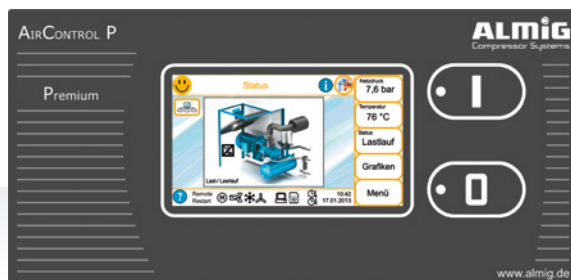 AIRCONTROL P
ALMiG
Compressor Systems
Premium
Status
i
Netzdruck
7,6 bar
Temperatur
76 °C
Status
Lastlauf
Grafiken
Menü
Last-/ Leerlauf
?
Remote
Restart
M
10:42
17.01.2013
I
0
www.almig.de